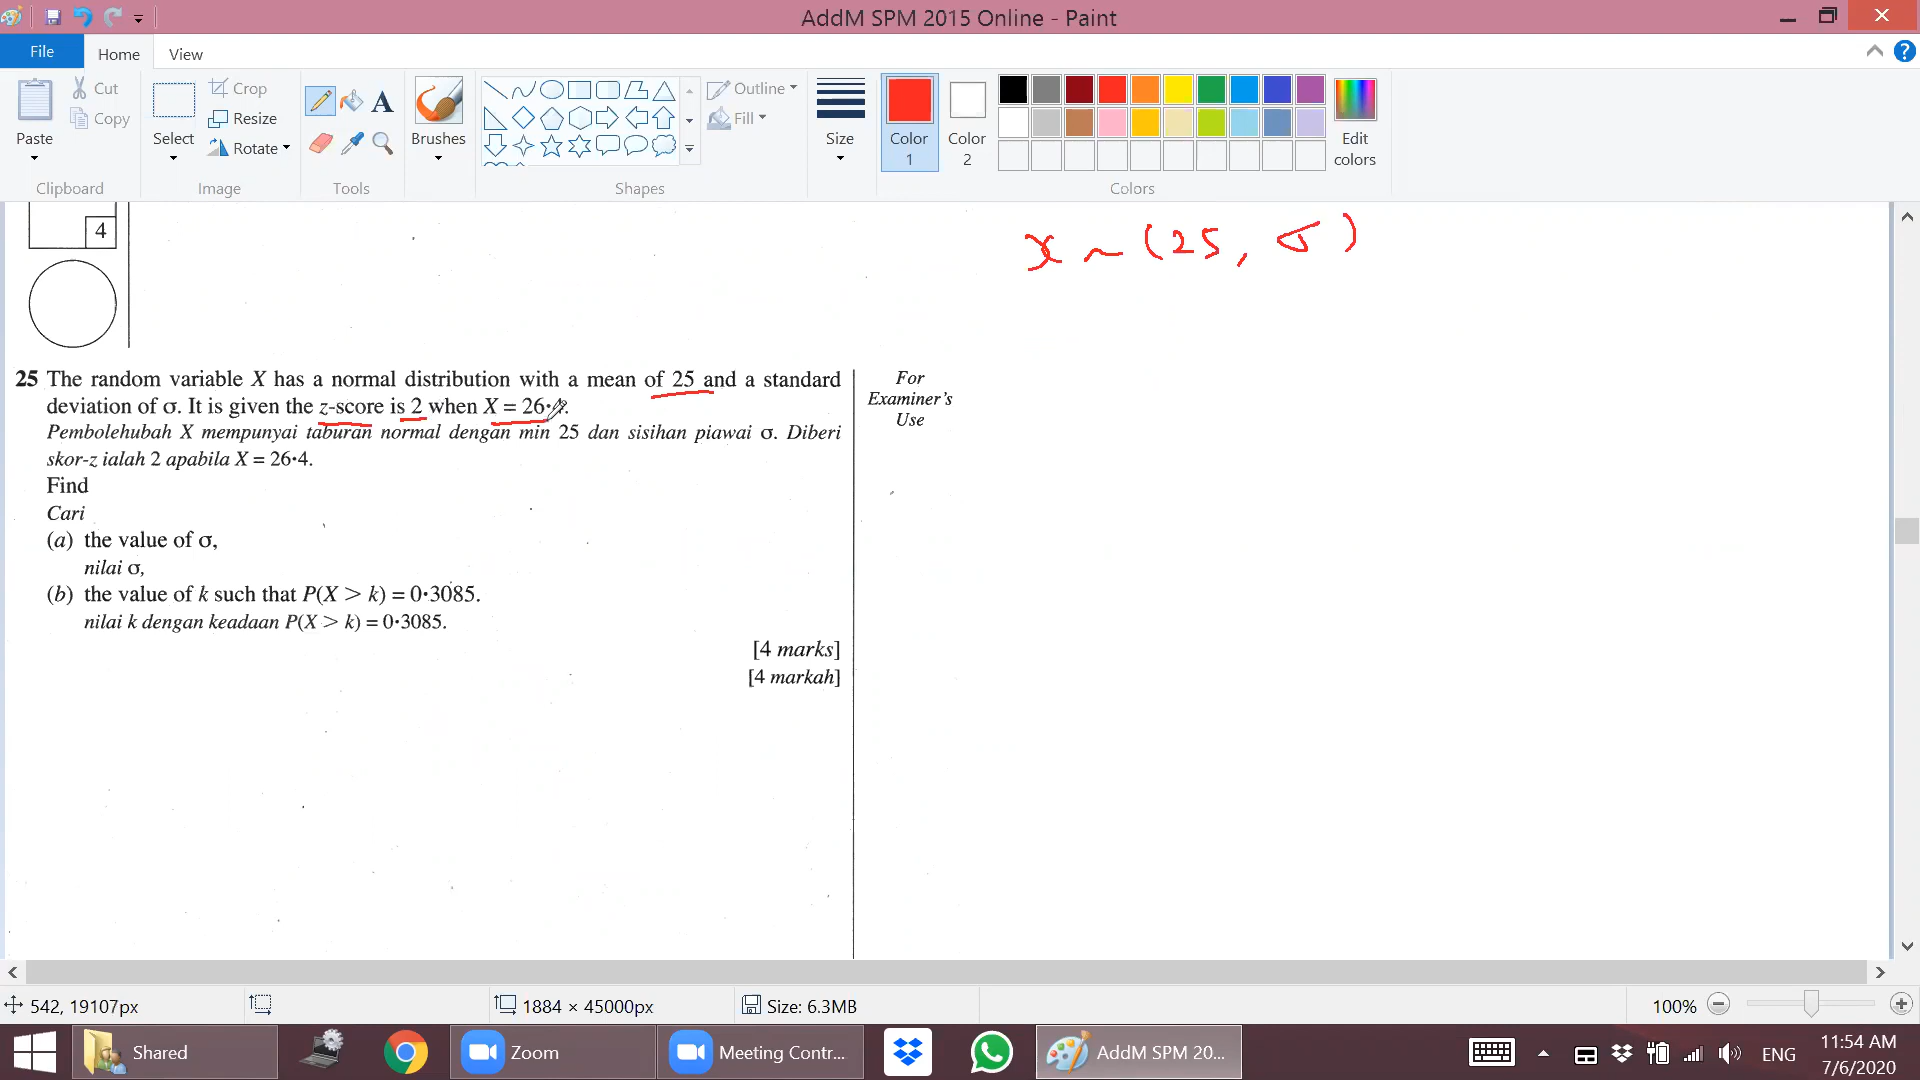 AddM SPM 2015 Online - Paint
File
Home
View
Paste
Cut
Copy
Clipboard
Select
Crop
Resize
Rotate
Image
Tools
Brushes
Outline
Fill
Shapes
Size
Color 1
Color 2
Edit colors
Colors
4
x ~ (25, σ)
25 The random variable X has a normal distribution with a mean of 25 and a standard
deviation of σ. It is given the z-score is 2 when X = 26·4.
Pembolehubah X mempunyai taburan normal dengan min 25 dan sisihan piawai σ. Diberi
skor-z ialah 2 apabila X = 26·4.
Find
Cari
(a) the value of σ,
nilai σ,
(b) the value of k such that P(X > k) = 0·3085.
nilai k dengan keadaan P(X > k) = 0·3085.
[4 marks]
[4 markah]
For
Examiner's
Use
542, 19107px
1884 × 45000px
Size: 6.3MB
100%
Shared
Zoom
Meeting Contr...
AddM SPM 20...
ENG
11:54 AM
7/6/2020